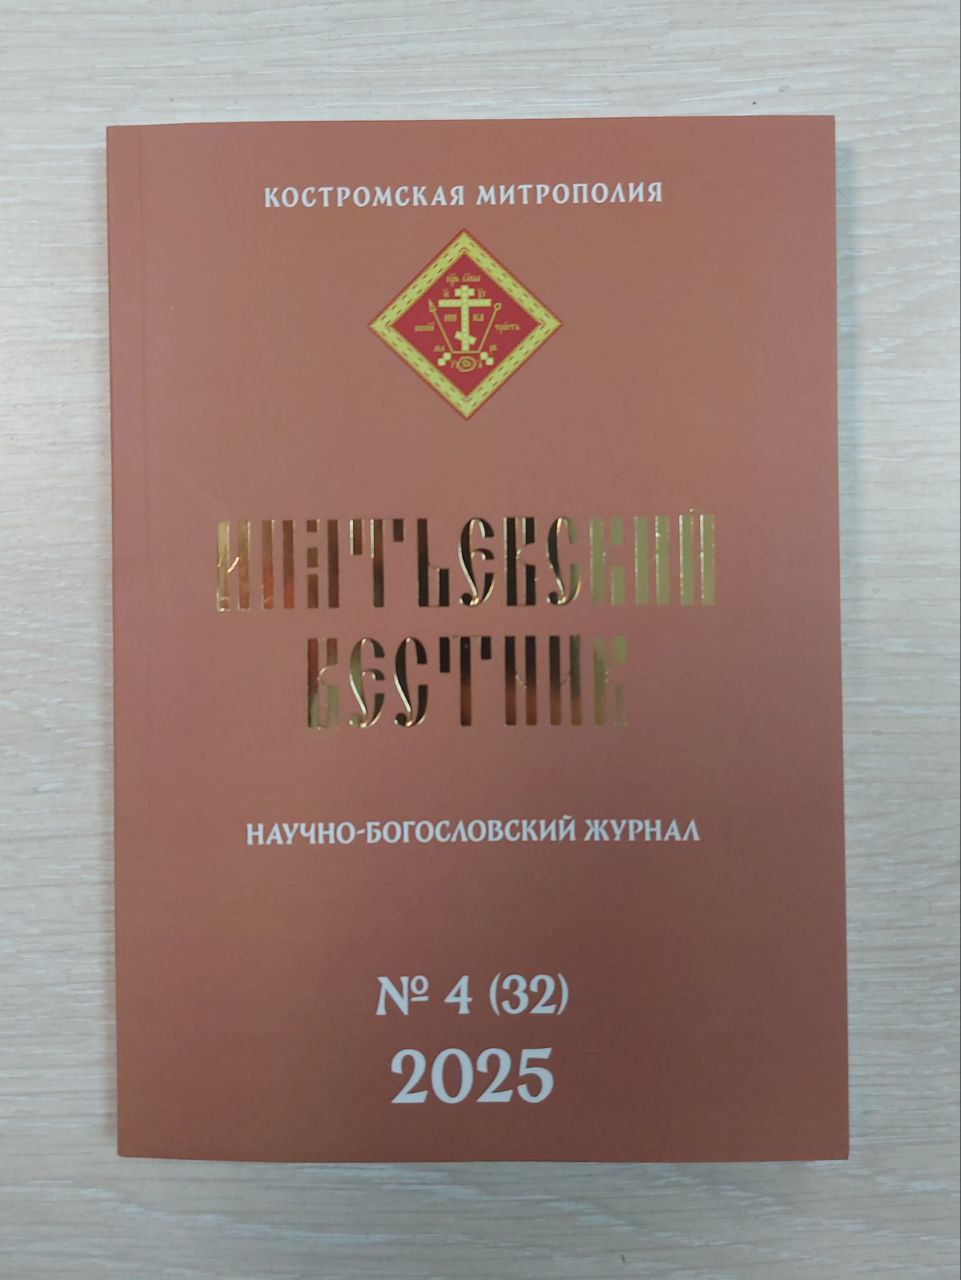 КОСТРОМСКАЯ МИТРОПОЛИЯ
ИПАТЬЕВСКИЙ
ВЕСТНИК
НАУЧНО-БОГОСЛОВСКИЙ ЖУРНАЛ
№ 4 (32)
2025